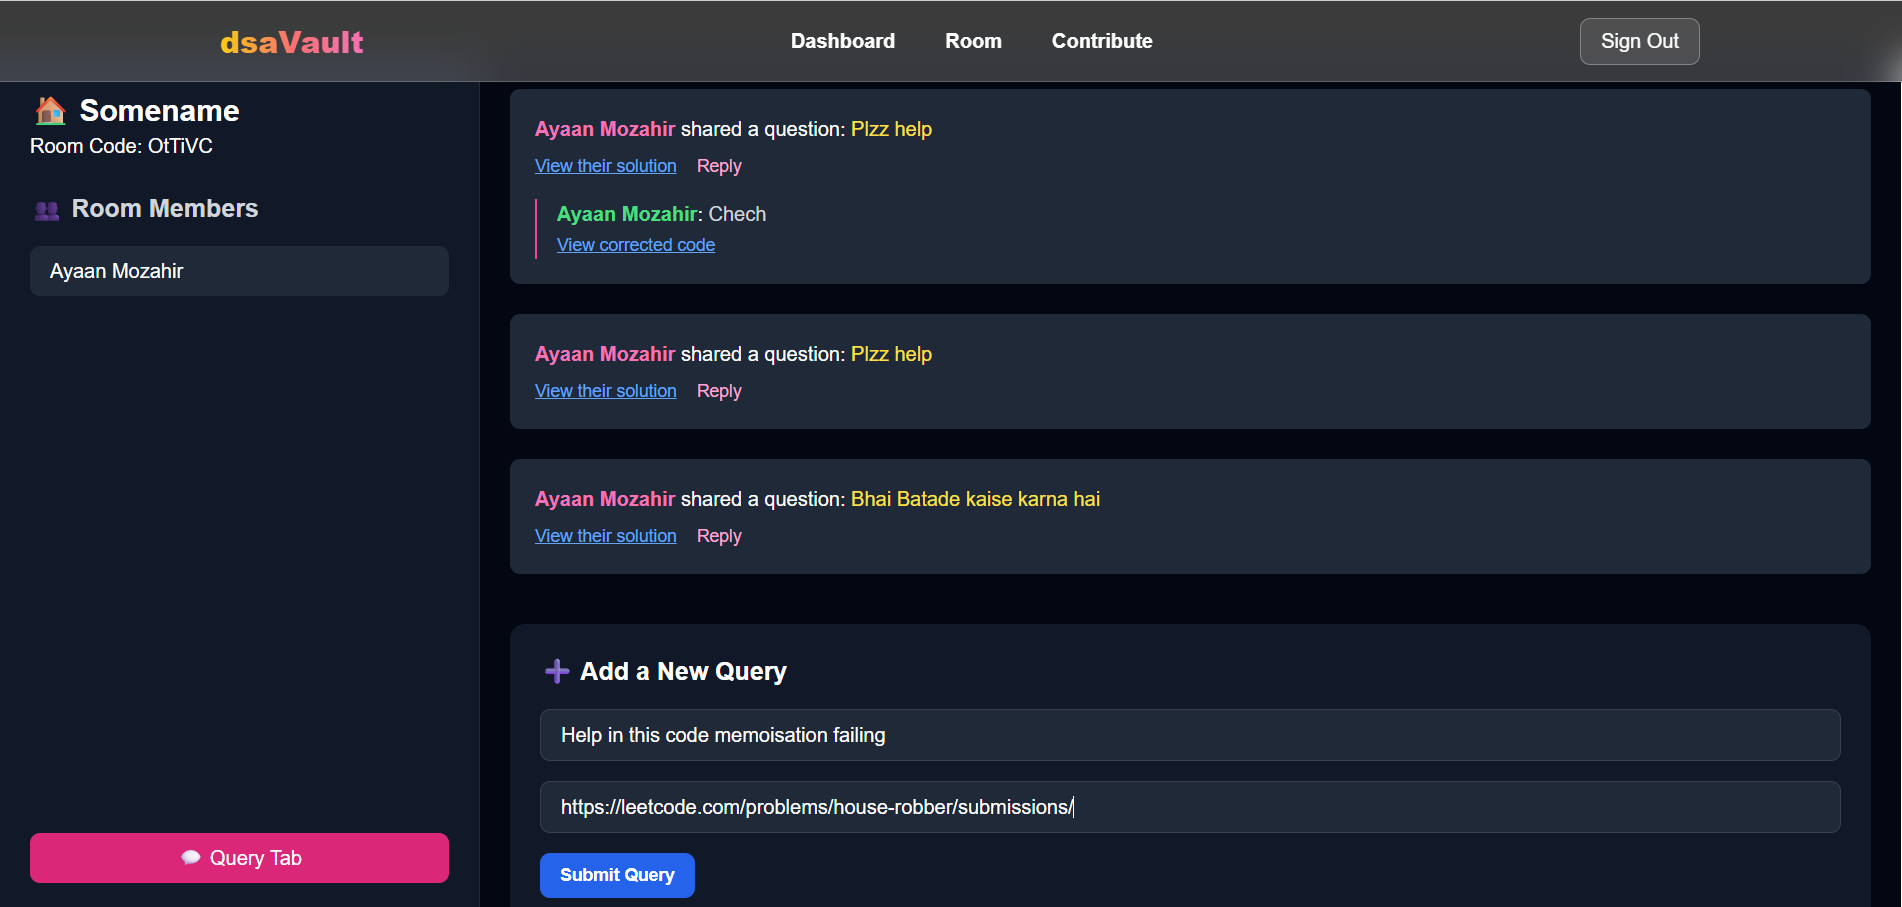 dsaVault
Dashboard Room Contribute
Sign Out
Somename
Room Code: OtTiVC
Room Members
Ayaan Mozahir
Query Tab
Ayaan Mozahir shared a question: Plzz help
View their solution Reply
Ayaan Mozahir: Chech
View corrected code
Ayaan Mozahir shared a question: Plzz help
View their solution Reply
Ayaan Mozahir shared a question: Bhai Batade kaise karna hai
View their solution Reply
Add a New Query
Help in this code memoisation failing
https://leetcode.com/problems/house-robber/submissions/
Submit Query